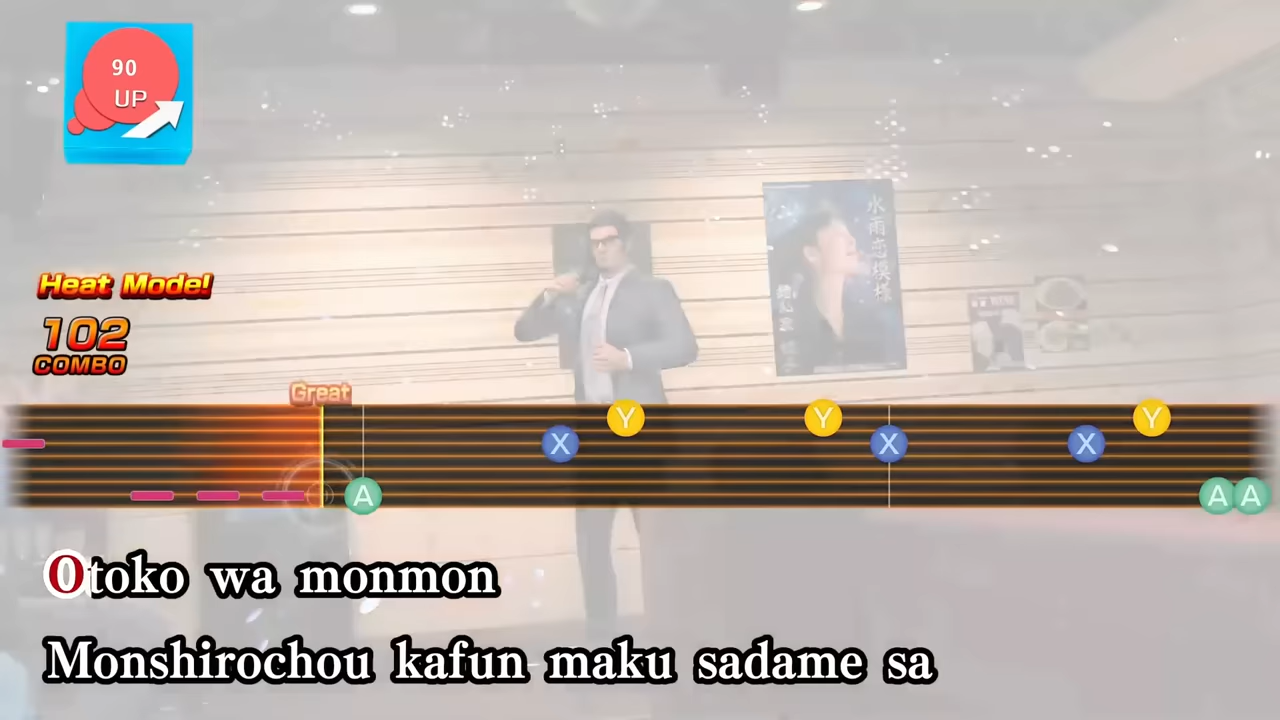 90
UP
水雨恋模様
Heat Mode!
102
COMBO
Great
Y Y Y
X X X
A A A
Otoko wa monmon
Monshirochou kafun maku sadame sa